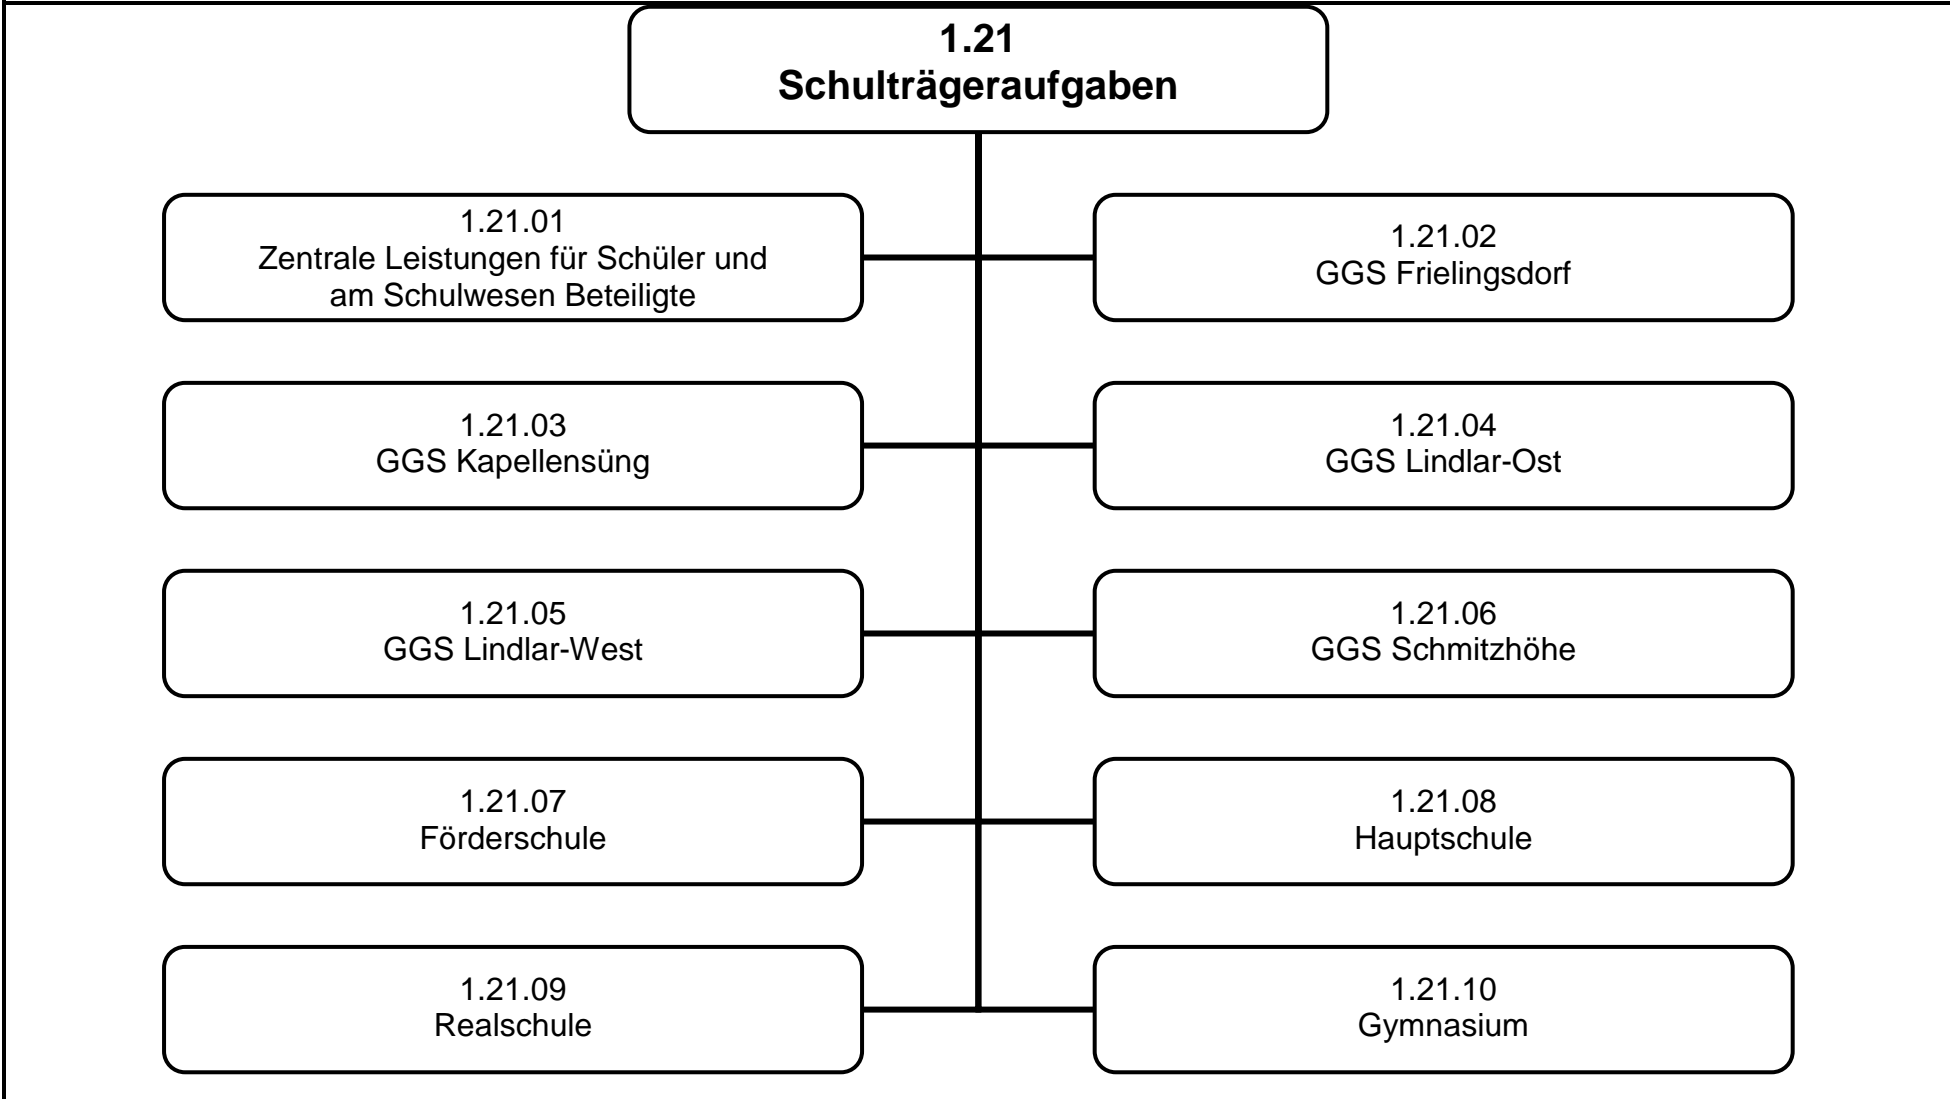 1.21
Schulträgeraufgaben
1.21.01
Zentrale Leistungen für Schüler und
am Schulwesen Beteiligte
1.21.02
GGS Frielingsdorf
1.21.03
GGS Kapellensüng
1.21.04
GGS Lindlar-Ost
1.21.05
GGS Lindlar-West
1.21.06
GGS Schmitzhöhe
1.21.07
Förderschule
1.21.08
Hauptschule
1.21.09
Realschule
1.21.10
Gymnasium